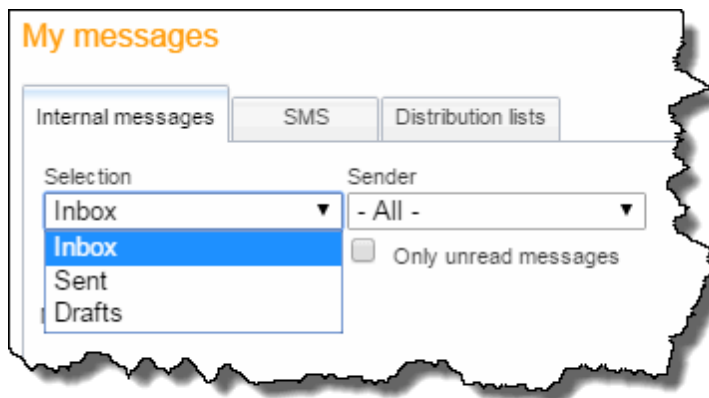 My messages
Internal messages SMS Distribution lists
Selection Sender
Inbox - All -
Inbox Only unread messages
Sent
Drafts